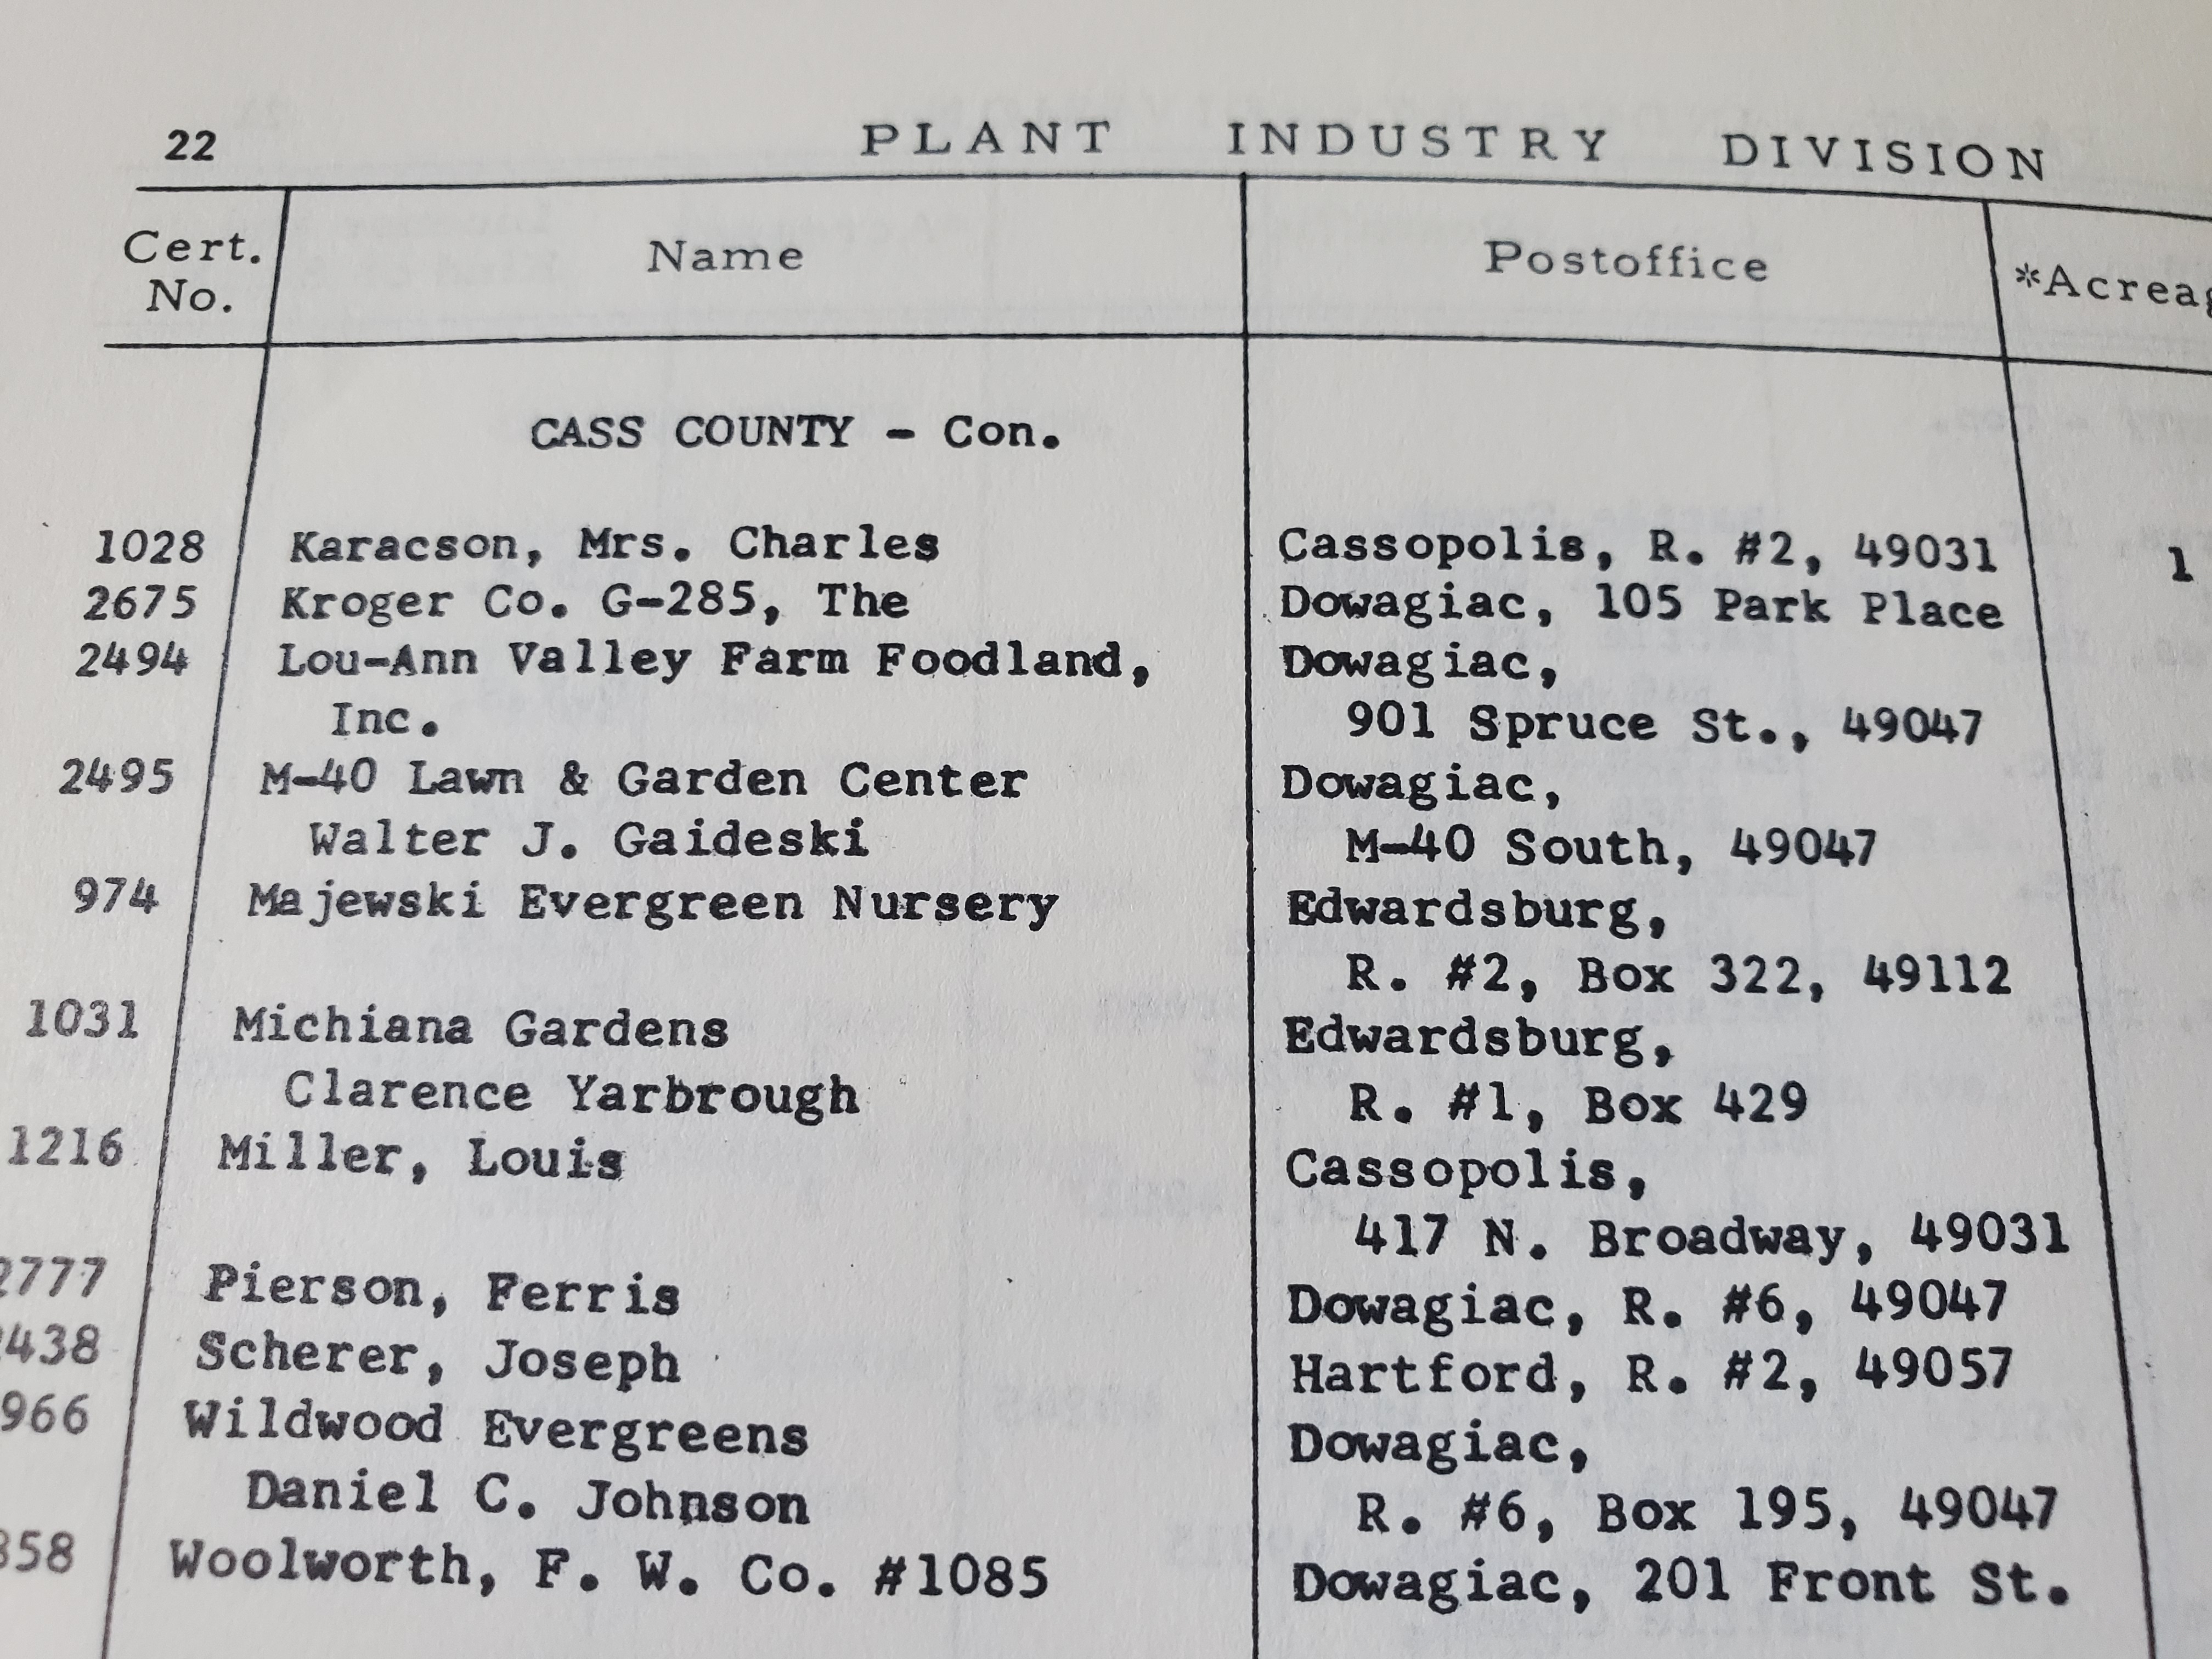 22 PLANT INDUSTRY DIVISION
Cert. No. Name Postoffice *Acreag
CASS COUNTY - Con.
1028 Karacson, Mrs. Charles Cassopolis, R. #2, 49031 1
2675 Kroger Co. G-285, The Dowagiac, 105 Park Place
2494 Lou-Ann Valley Farm Foodland, Dowagiac,
Inc. 901 Spruce St., 49047
2495 M-40 Lawn & Garden Center Dowagiac,
Walter J. Gaideski M-40 South, 49047
974 Majewski Evergreen Nursery Edwardsburg,
R. #2, Box 322, 49112
1031 Michiana Gardens Edwardsburg,
Clarence Yarbrough R. #1, Box 429
1216 Miller, Louis Cassopolis,
417 N. Broadway, 49031
2777 Pierson, Ferris Dowagiac, R. #6, 49047
438 Scherer, Joseph Hartford, R. #2, 49057
966 Wildwood Evergreens Dowagiac,
Daniel C. Johnson R. #6, Box 195, 49047
858 Woolworth, F. W. Co. #1085 Dowagiac, 201 Front St.